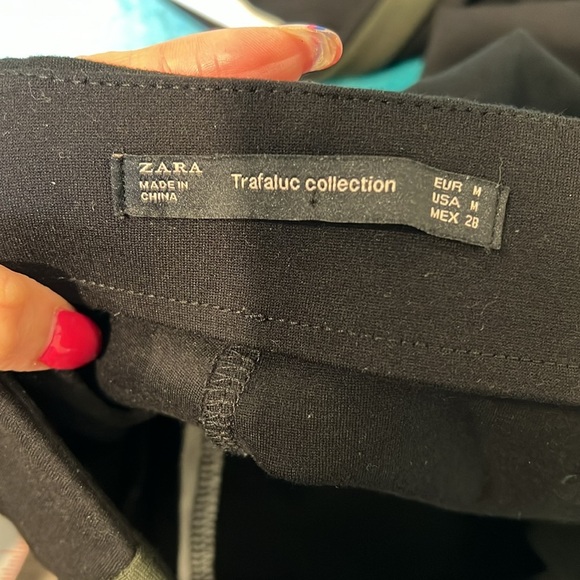 ZARA
MADE IN
CHINA
Trafaluc collection
EUR M
USA M
MEX 28